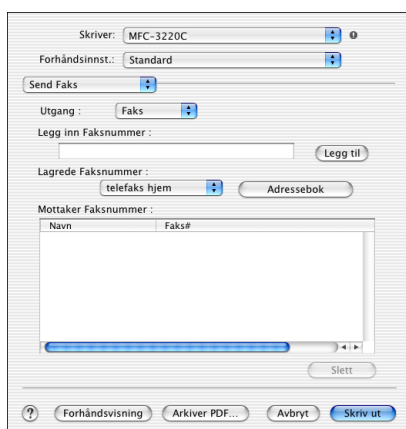 Skriver: MFC-3220C
Forhåndsinnst.: Standard
Send Faks
Utgang : Faks
Legg inn Faksnummer :
Legg til
Lagrede Faksnummer :
telefaks hjem Adressebok
Mottaker Faksnummer :
Navn Faks#
Slett
? Forhåndsvisning Arkiver PDF... Avbryt Skriv ut